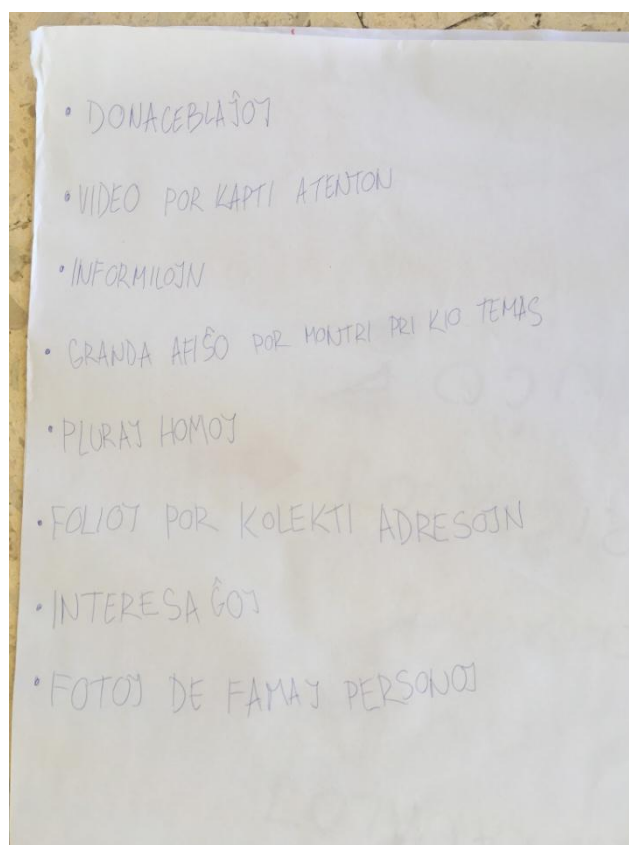 • DONACEBLAĴOJ
• VIDEO POR KAPTI ATENTON
• INFORMILOJN
• GRANDA AFIŜO POR MONTRI PRI KIO TEMAS
• PLURAJ HOMOJ
• FOLIOJ POR KOLEKTI ADRESOJN
• INTERESAĜOJ
• FOTOJ DE FAMAJ PERSONOJ